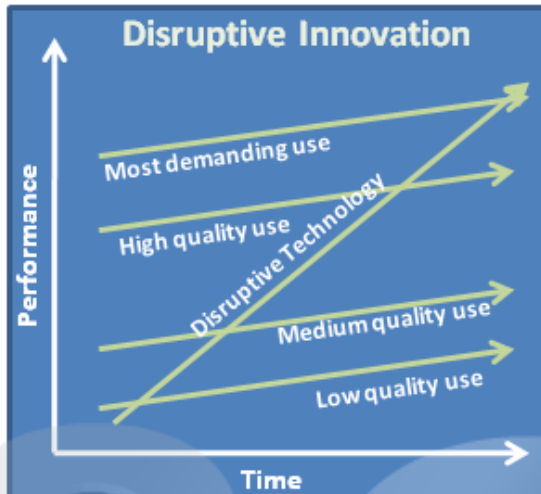 Disruptive Innovation
Performance
Most demanding use
High quality use
Disruptive Technology
Medium quality use
Low quality use
Time